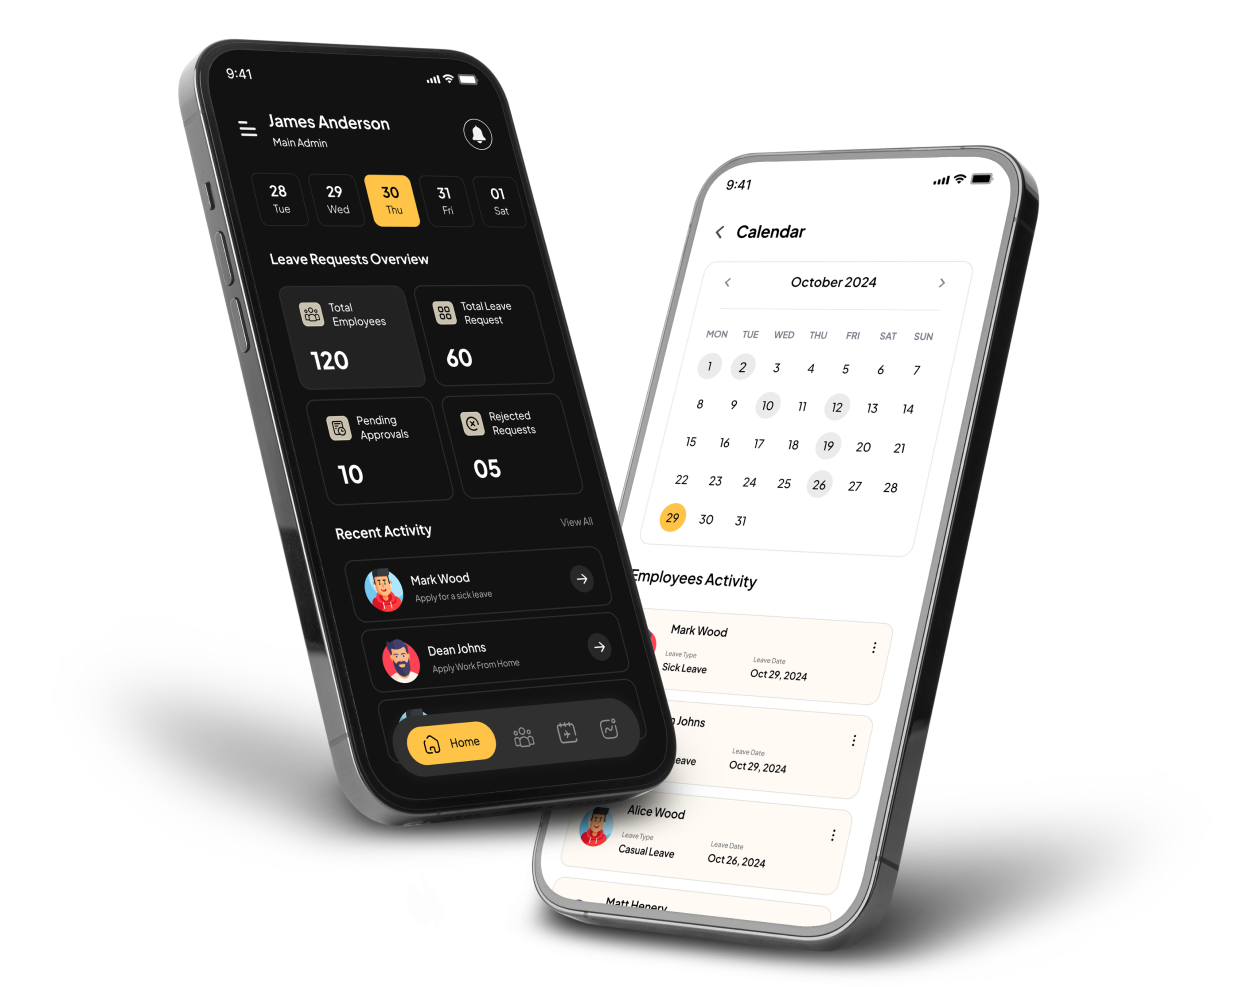 9:41
James Anderson
Main Admin
28 29 30 31 01
Tue Wed Thu Fri Sat
Leave Requests Overview
Total Employees
120
Total Leave Request
60
Pending Approvals
10
Rejected Requests
05
Recent Activity
View All
Mark Wood
Apply for a sick leave
Dean Johns
Apply Work From Home
Home
9:41
Calendar
October 2024
MON TUE WED THU FRI SAT SUN
1 2 3 4 5 6 7
8 9 10 11 12 13 14
15 16 17 18 19 20 21
22 23 24 25 26 27 28
29 30 31
Employees Activity
Mark Wood
Leave Type Leave Date
Sick Leave Oct 29, 2024
Johns
Leave Date
eave Oct 29, 2024
Alice Wood
Leave Type Leave Date
Casual Leave Oct 26, 2024
Matt Henery